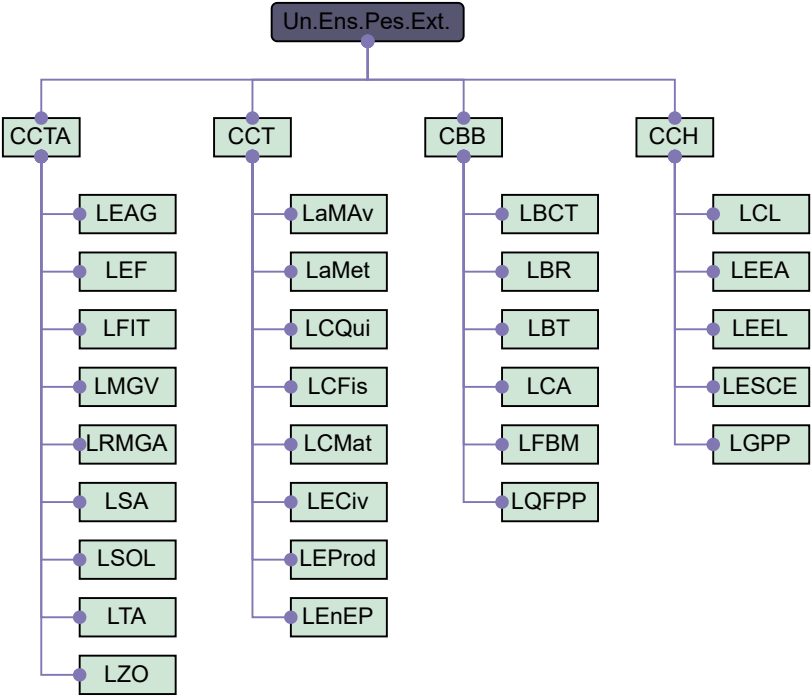 Un.Ens.Pes.Ext.
CCTA
CCT
CBB
CCH
LEAG
LEF
LFIT
LMGV
LRMGA
LSA
LSOL
LTA
LZO
LaMAv
LaMet
LCQui
LCFis
LCMat
LECiv
LEProd
LEnEP
LBCT
LBR
LBT
LCA
LFBM
LQFPP
LCL
LEEA
LEEL
LESCE
LGPP